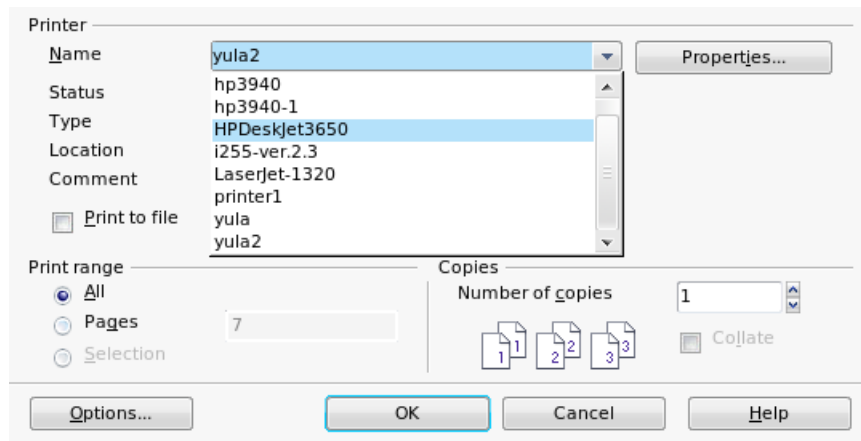 Printer
Name
yula2
Properties...
hp3940
hp3940-1
HPDeskJet3650
i255-ver.2.3
LaserJet-1320
printer1
yula
yula2
Status
Type
Location
Comment
Print to file
Print range
All
Pages
7
Selection
Copies
Number of copies
1
1 1 2 2 3 3
Collate
Options...
OK
Cancel
Help